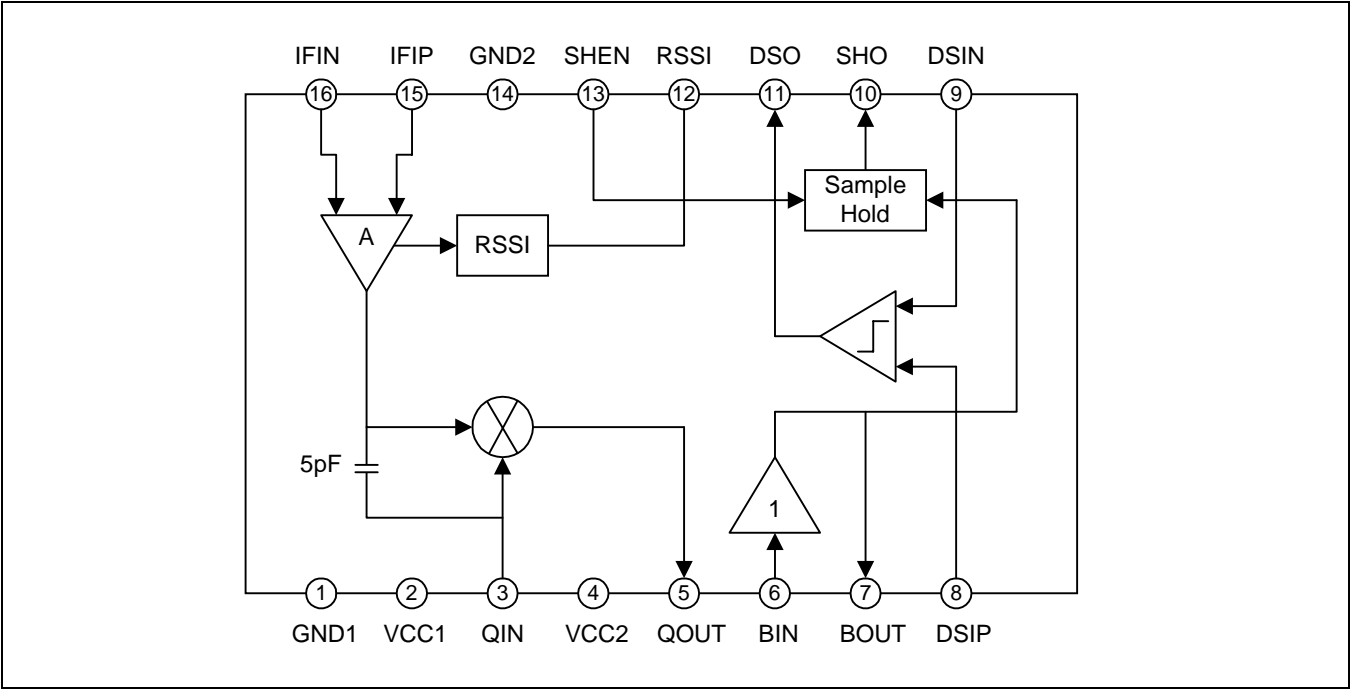 IFIN IFIP GND2 SHEN RSSI DSO SHO DSIN
16 15 14 13 12 11 10 9
Sample
Hold
A
RSSI
5pF
1
1 2 3 4 5 6 7 8
GND1 VCC1 QIN VCC2 QOUT BIN BOUT DSIP